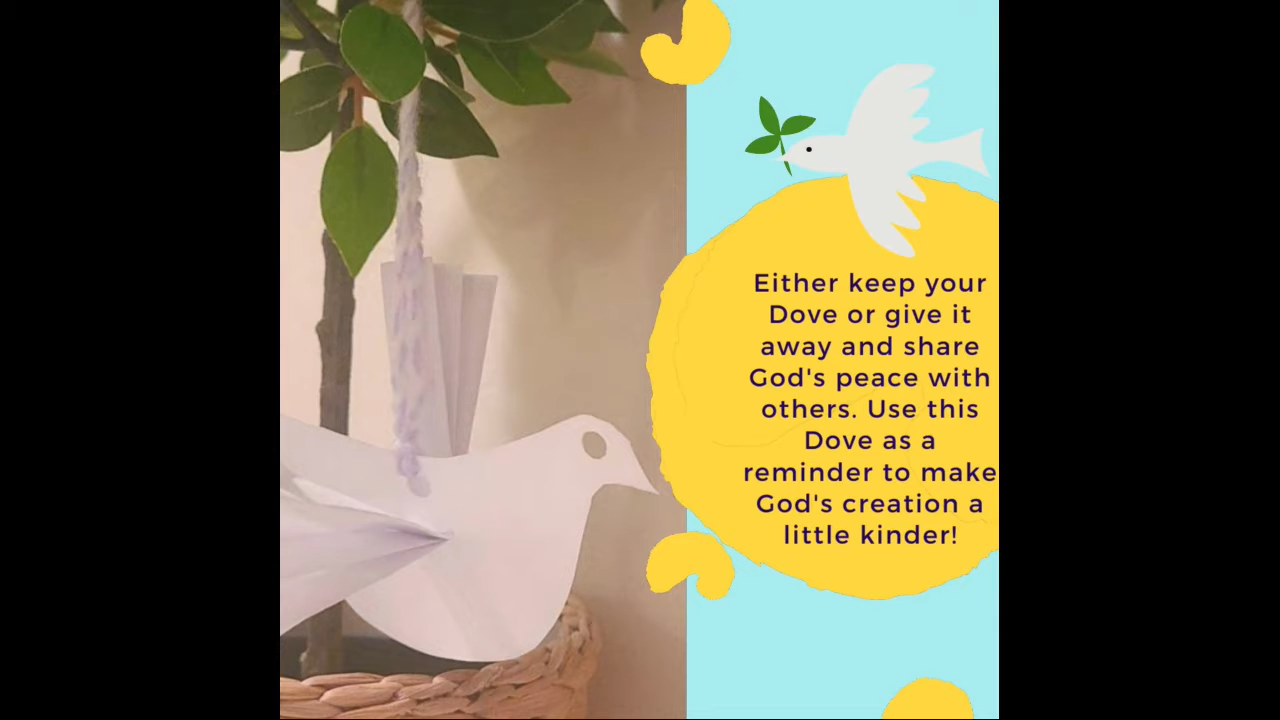 Either keep your
Dove or give it
away and share
God's peace with
others. Use this
Dove as a
reminder to make
God's creation a
little kinder!